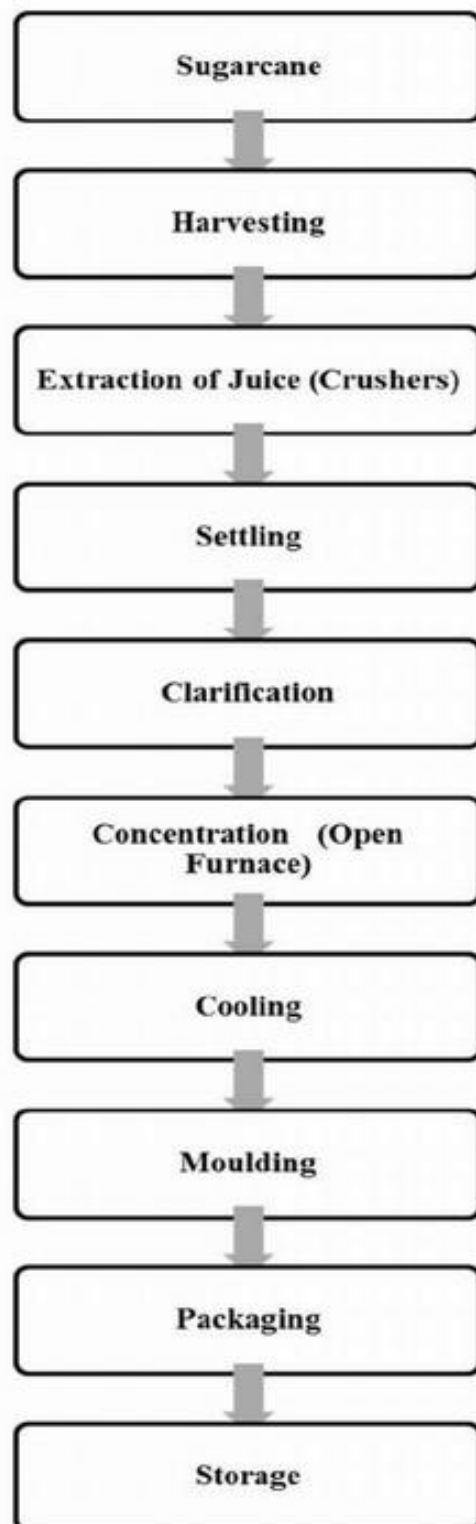 Sugarcane
Harvesting
Extraction of Juice (Crushers)
Settling
Clarification
Concentration (Open
Furnace)
Cooling
Moulding
Packaging
Storage